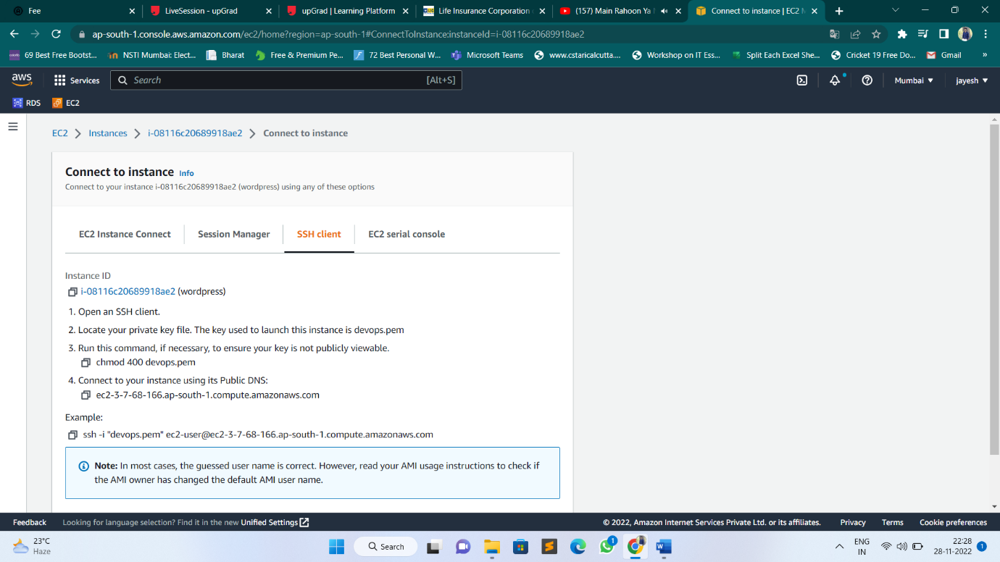 Fee
LiveSession - upGrad
upGrad | Learning Platform
Life Insurance Corporation
(157) Main Rahoon Ya
Connect to instance | EC2
ap-south-1.console.aws.amazon.com/ec2/home?region=ap-south-1#ConnectToInstance:instanceId=i-08116c20689918ae2
69 Best Free Bootst...
NSTI Mumbai: Elect...
Bharat
Free & Premium Pe...
72 Best Personal W...
Microsoft Teams
www.cstaricalcutta....
Workshop on IT Ess...
Split Each Excel She...
Cricket 19 Free Do...
Gmail
»
aws
Services
Search
[Alt+S]
Mumbai
jayesh
RDS
EC2
EC2 > Instances > i-08116c20689918ae2 > Connect to instance
Connect to instance Info
Connect to your instance i-08116c20689918ae2 (wordpress) using any of these options
EC2 Instance Connect
Session Manager
SSH client
EC2 serial console
Instance ID
i-08116c20689918ae2 (wordpress)
1. Open an SSH client.
2. Locate your private key file. The key used to launch this instance is devops.pem
3. Run this command, if necessary, to ensure your key is not publicly viewable.
chmod 400 devops.pem
4. Connect to your instance using its Public DNS:
ec2-3-7-68-166.ap-south-1.compute.amazonaws.com
Example:
ssh -i "devops.pem" ec2-user@ec2-3-7-68-166.ap-south-1.compute.amazonaws.com
Note: In most cases, the guessed user name is correct. However, read your AMI usage instructions to check if
the AMI owner has changed the default AMI user name.
Feedback
Looking for language selection? Find it in the new Unified Settings
© 2022, Amazon Internet Services Private Ltd. or its affiliates.
Privacy
Terms
Cookie preferences
23°C
Haze
Search
1
ENG
IN
22:28
28-11-2022
1